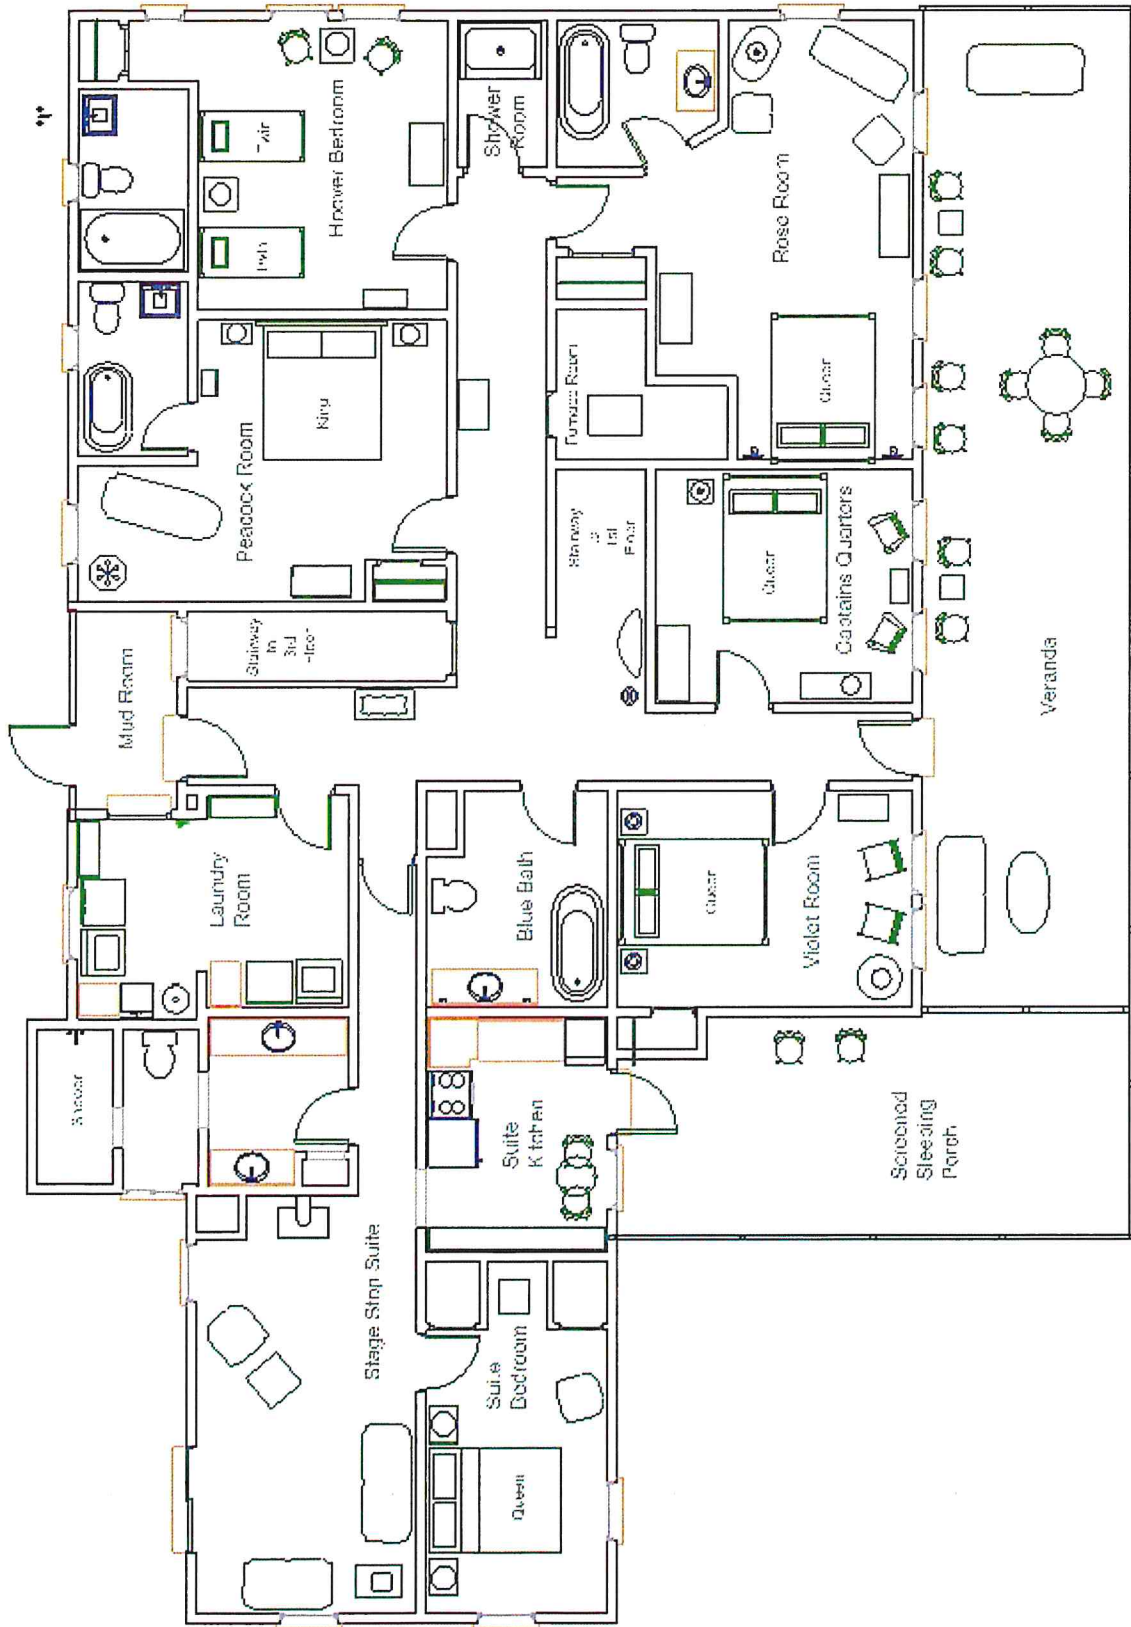 Hoover Bedroom
Twin
Twin
Shower
Room
Rose Room
Queen
Peacock Room
King
Furnace Room
Stairway
to
1st
Floor
Captains Quarters
Queen
Stairway
to
3rd
Floor
Mud Room
Veranda
Laundry
Room
Blue Bath
Violet Room
Queen
Shower
Suite
Kitchen
Screened
Sleeping
Porch
Stage Stop Suite
Suite
Bedroom
Queen